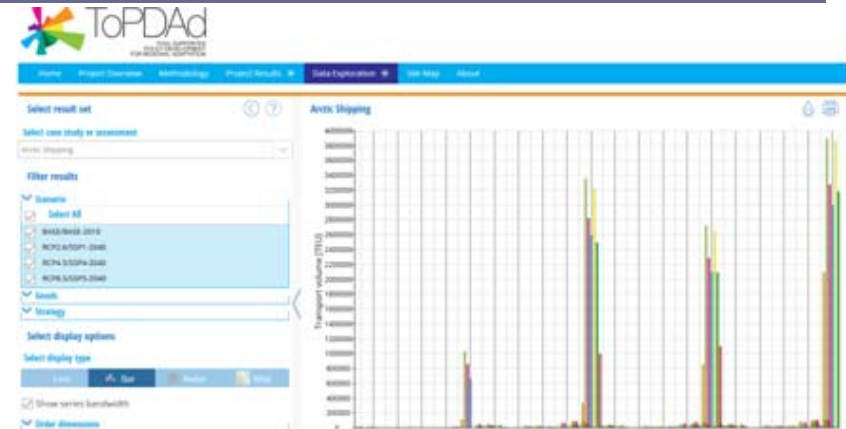 ToPDAd
TOOL-SUPPORTED
POLICY DEVELOPMENT
FOR REGIONAL ADAPTATION
Home Project Overview Methodology Project Results Data Exploration Site Map About
Select result set
Select case study or assessment
Arctic Shipping
Filter results
Scenario
Select All
BASE/BASE-2010
RCP2.6/SSP1-2040
RCP4.5/SSP4-2040
RCP8.5/SSP5-2040
Goods
Strategy
Select display options
Select display type
Line Bar Radar Map
Show series bandwidth
Order dimensions
Arctic Shipping
Transport volume [TEU]
4000000
3800000
3600000
3400000
3200000
3000000
2800000
2600000
2400000
2200000
2000000
1800000
1600000
1400000
1200000
1000000
800000
600000
400000
200000